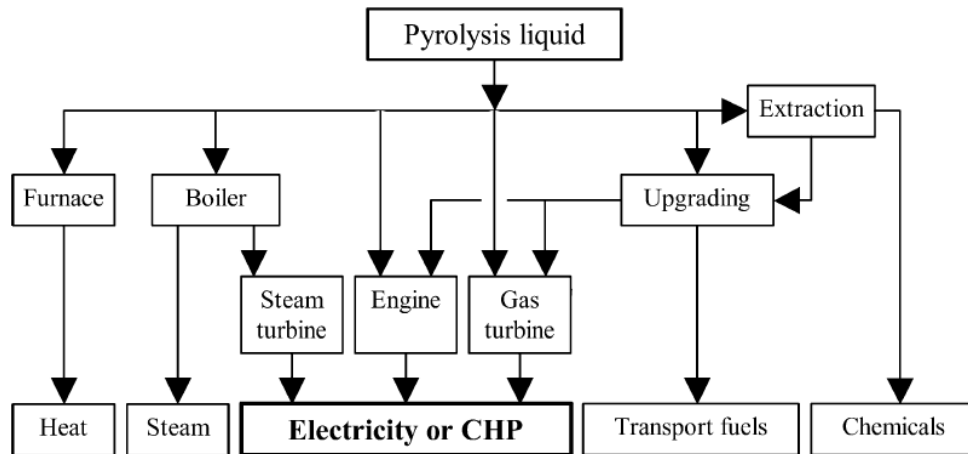 Pyrolysis liquid
Extraction
Furnace
Boiler
Upgrading
Steam
turbine
Engine
Gas
turbine
Heat
Steam
Electricity or CHP
Transport fuels
Chemicals